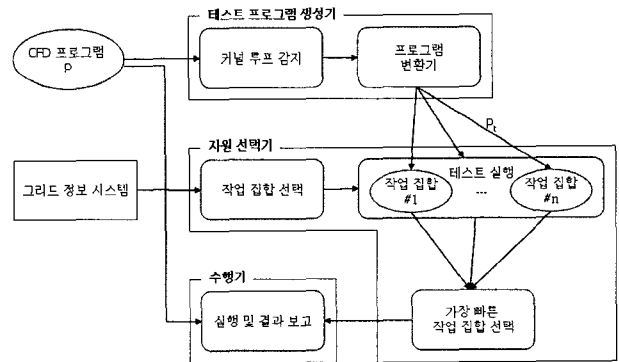 테스트 프로그램 생성기
CFD 프로그램
P
커널 루프 감지
프로그램
변환기
Pt
자원 선택기
그리드 정보 시스템
작업 집합 선택
테스트 실행
작업 집합
#1
...
작업 집합
#n
수행기
실행 및 결과 보고
가장 빠른
작업 집합 선택